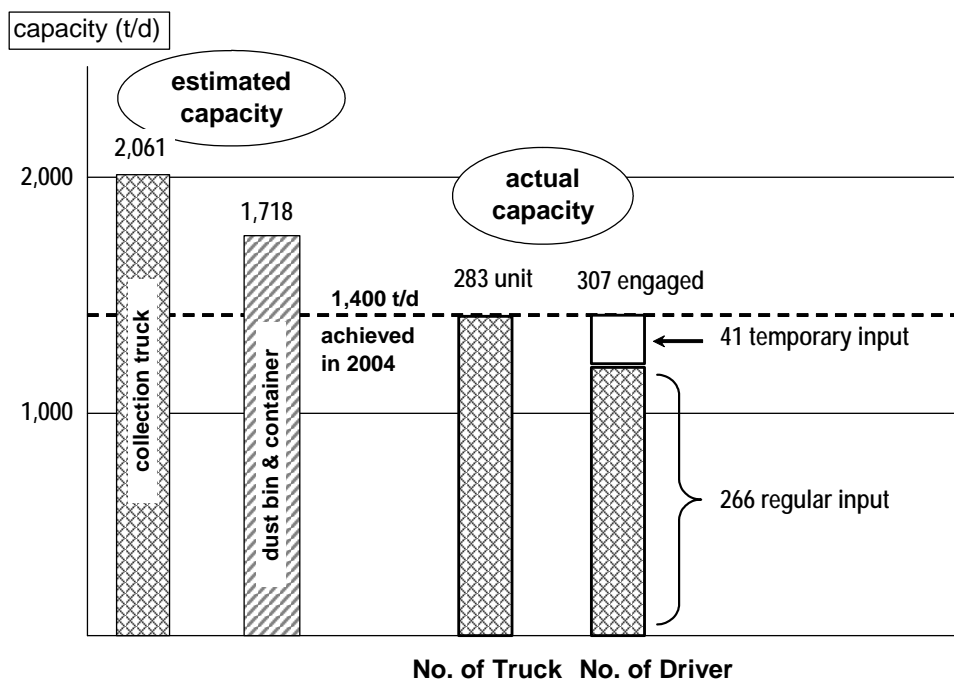 capacity (t/d)
estimated
capacity
2,061
2,000
actual
capacity
1,718
283 unit
307 engaged
1,400 t/d
achieved
in 2004
41 temporary input
1,000
collection truck
dust bin & container
266 regular input
No. of Truck
No. of Driver